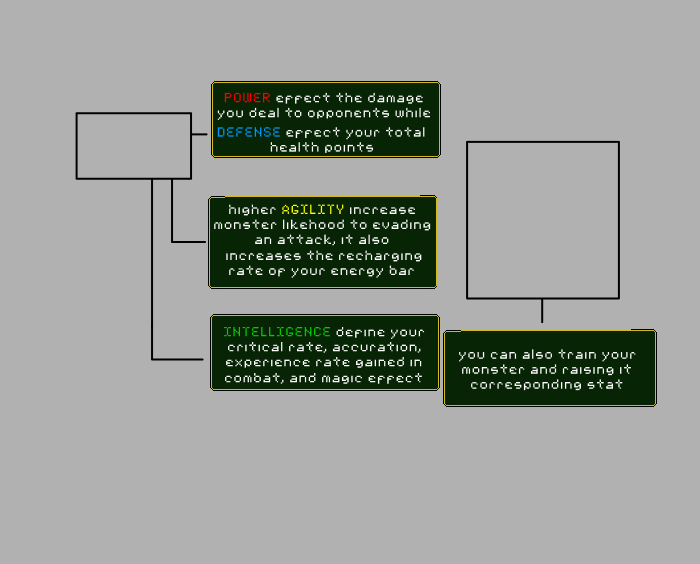 POWER effect the damage
you deal to opponents while
DEFENSE effect your total
health points
higher AGILITY increase
monster likehood to evading
an attack, it also
increases the recharging
rate of your energy bar
INTELLIGENCE define your
critical rate, accuration,
experience rate gained in
combat, and magic effect
you can also train your
monster and raising it
corresponding stat